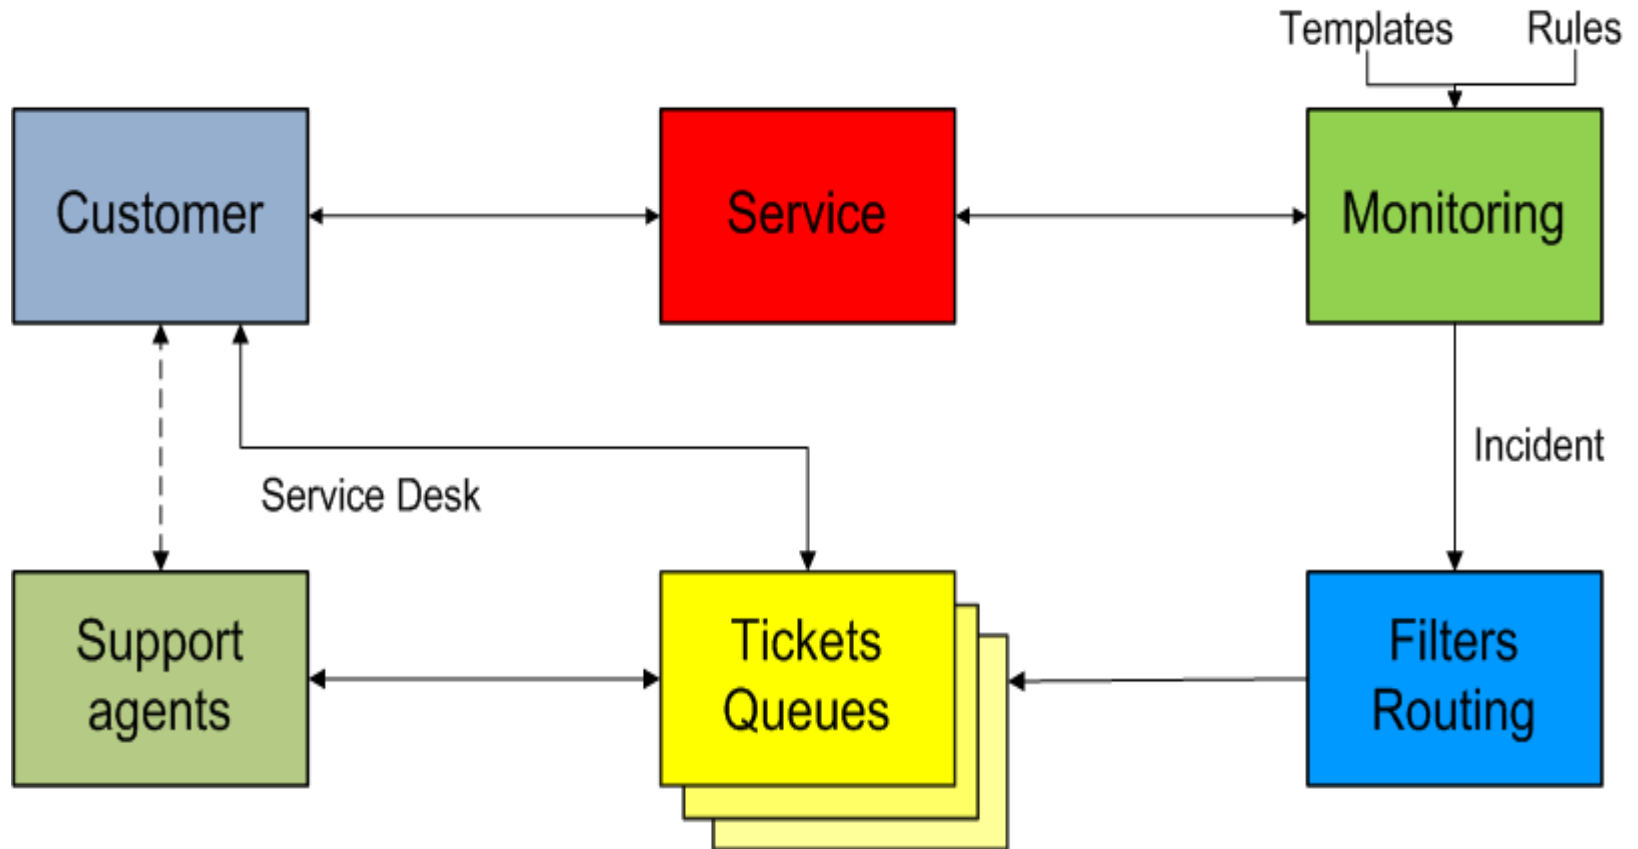 Templates Rules
Customer
Service
Monitoring
Incident
Service Desk
Support
agents
Tickets
Queues
Filters
Routing